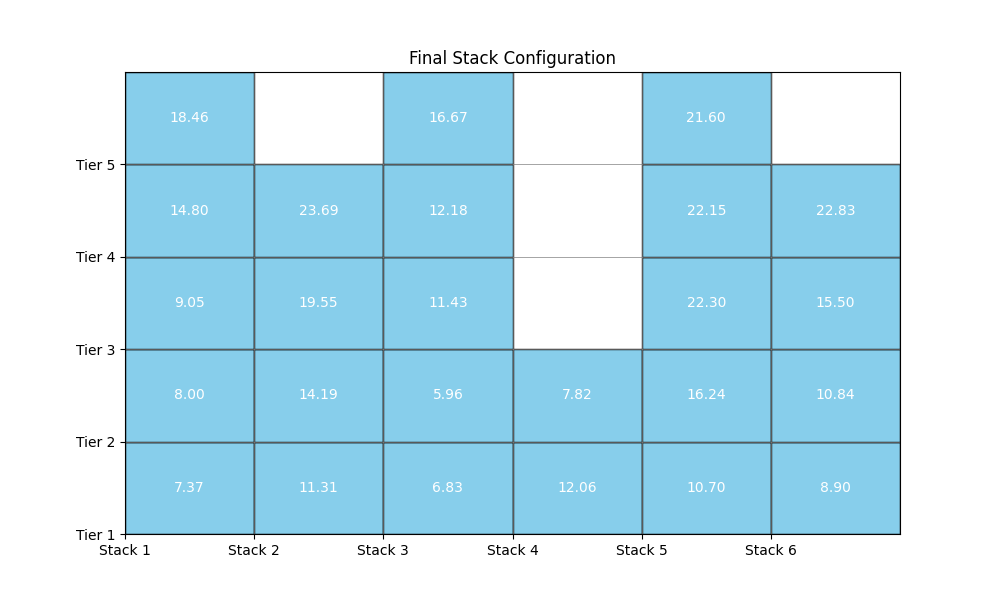 Final Stack Configuration
18.46 16.67 21.60
Tier 5
14.80 23.69 12.18 22.15 22.83
Tier 4
9.05 19.55 11.43 22.30 15.50
Tier 3
8.00 14.19 5.96 7.82 16.24 10.84
Tier 2
7.37 11.31 6.83 12.06 10.70 8.90
Tier 1
Stack 1 Stack 2 Stack 3 Stack 4 Stack 5 Stack 6